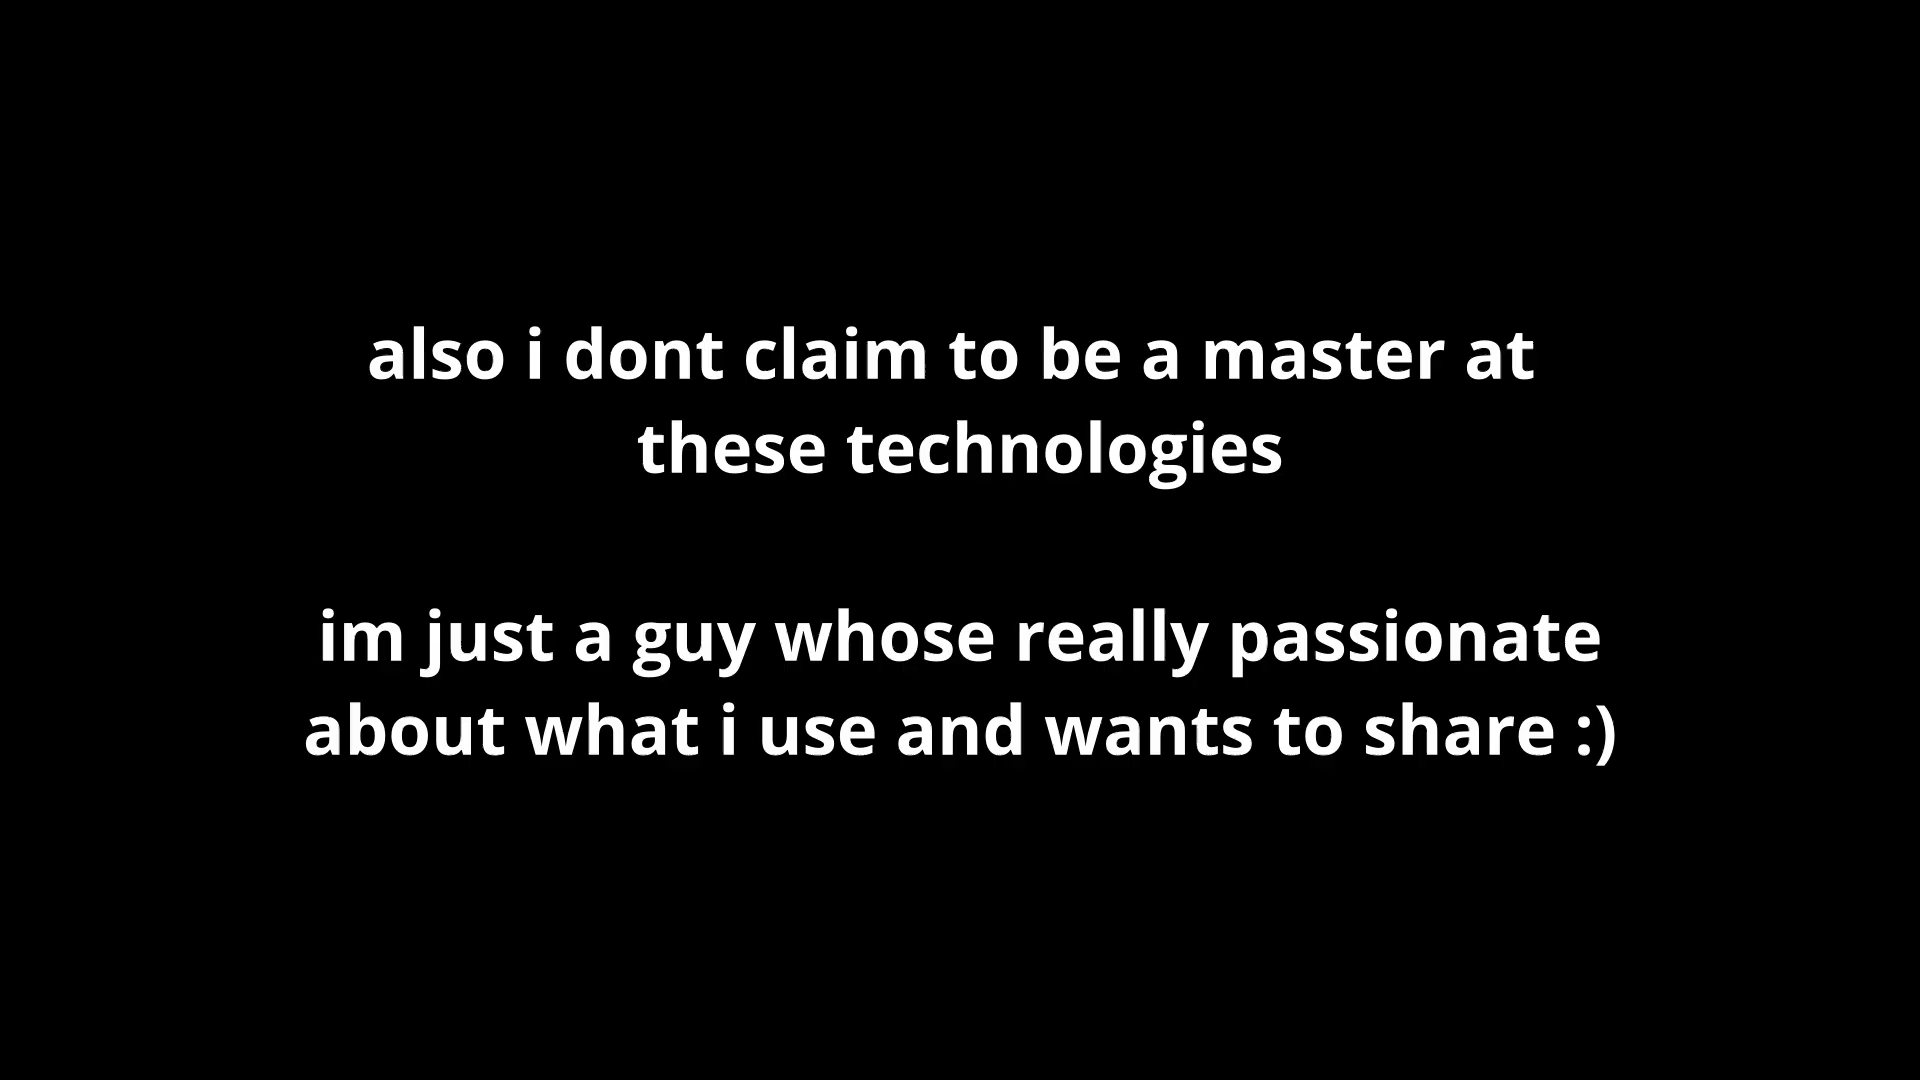 also i dont claim to be a master at
these technologies
im just a guy whose really passionate
about what i use and wants to share :)